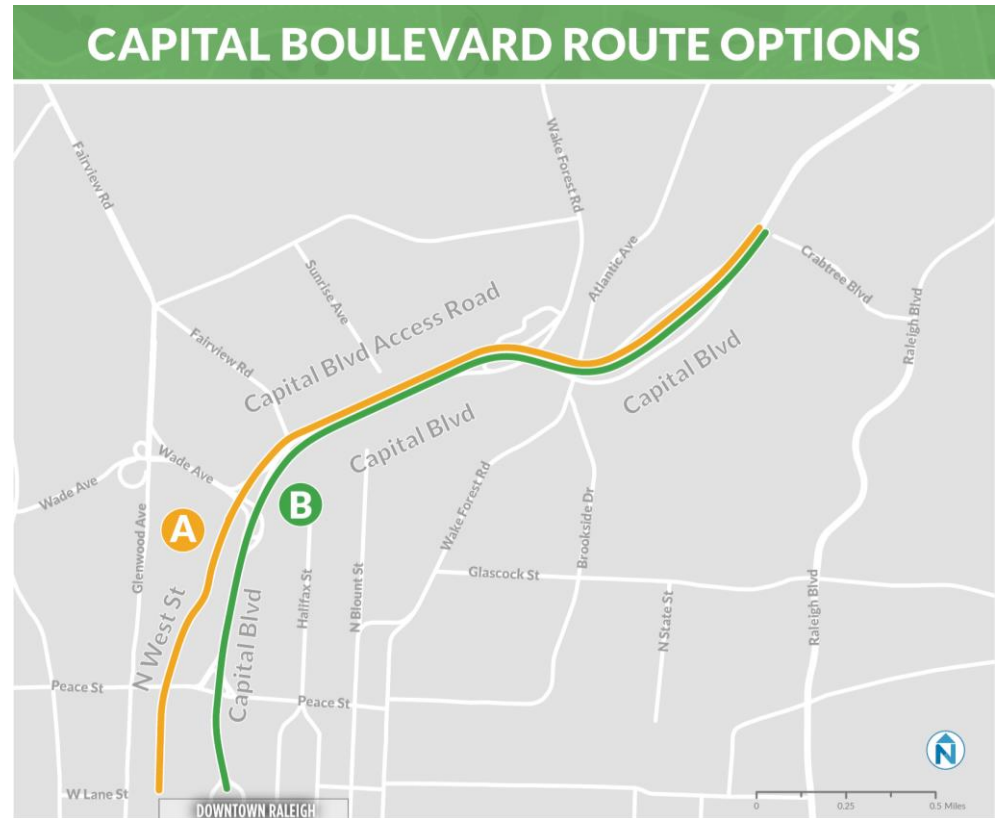 CAPITAL BOULEVARD ROUTE OPTIONS
Fairview Rd
Wake Forest Rd
Sunrise Ave
Atlantic Ave
Crabtree Blvd
Raleigh Blvd
Fairview Rd
Capital Blvd Access Road
Capital Blvd
Capital Blvd
Wade Ave
Wade Ave
A
B
Glenwood Ave
N West St
Capital Blvd
Halifax St
N Blount St
Wake Forest Rd
Brookside Dr
Glascock St
N State St
Raleigh Blvd
Peace St
Peace St
W Lane St
DOWNTOWN RALEIGH
N
0 0.25 0.5 Miles